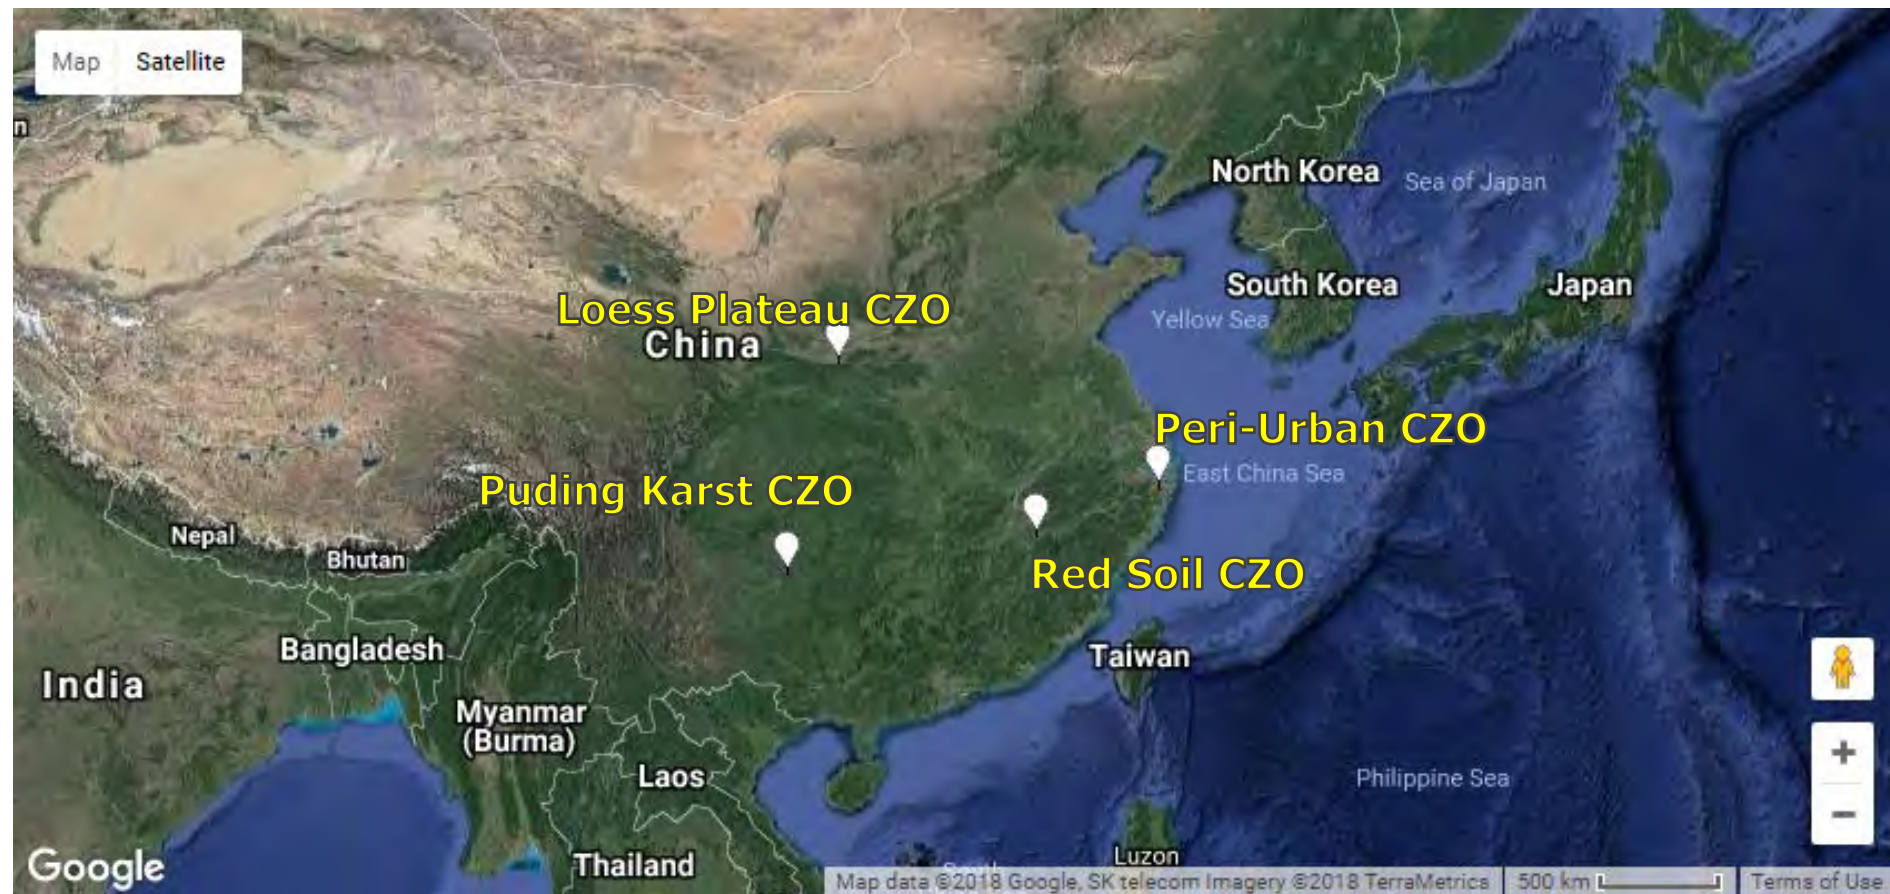 Map Satellite
n
North Korea
Sea of Japan
South Korea
Japan
Loess Plateau CZO
China
Yellow Sea
Peri-Urban CZO
East China Sea
Puding Karst CZO
Nepal
Bhutan
Red Soil CZO
Bangladesh
Taiwan
India
Myanmar
(Burma)
Laos
Philippine Sea
Luzon
Thailand
Google
Map data ©2018 Google, SK telecom Imagery ©2018 TerraMetrics 500 km Terms of Use